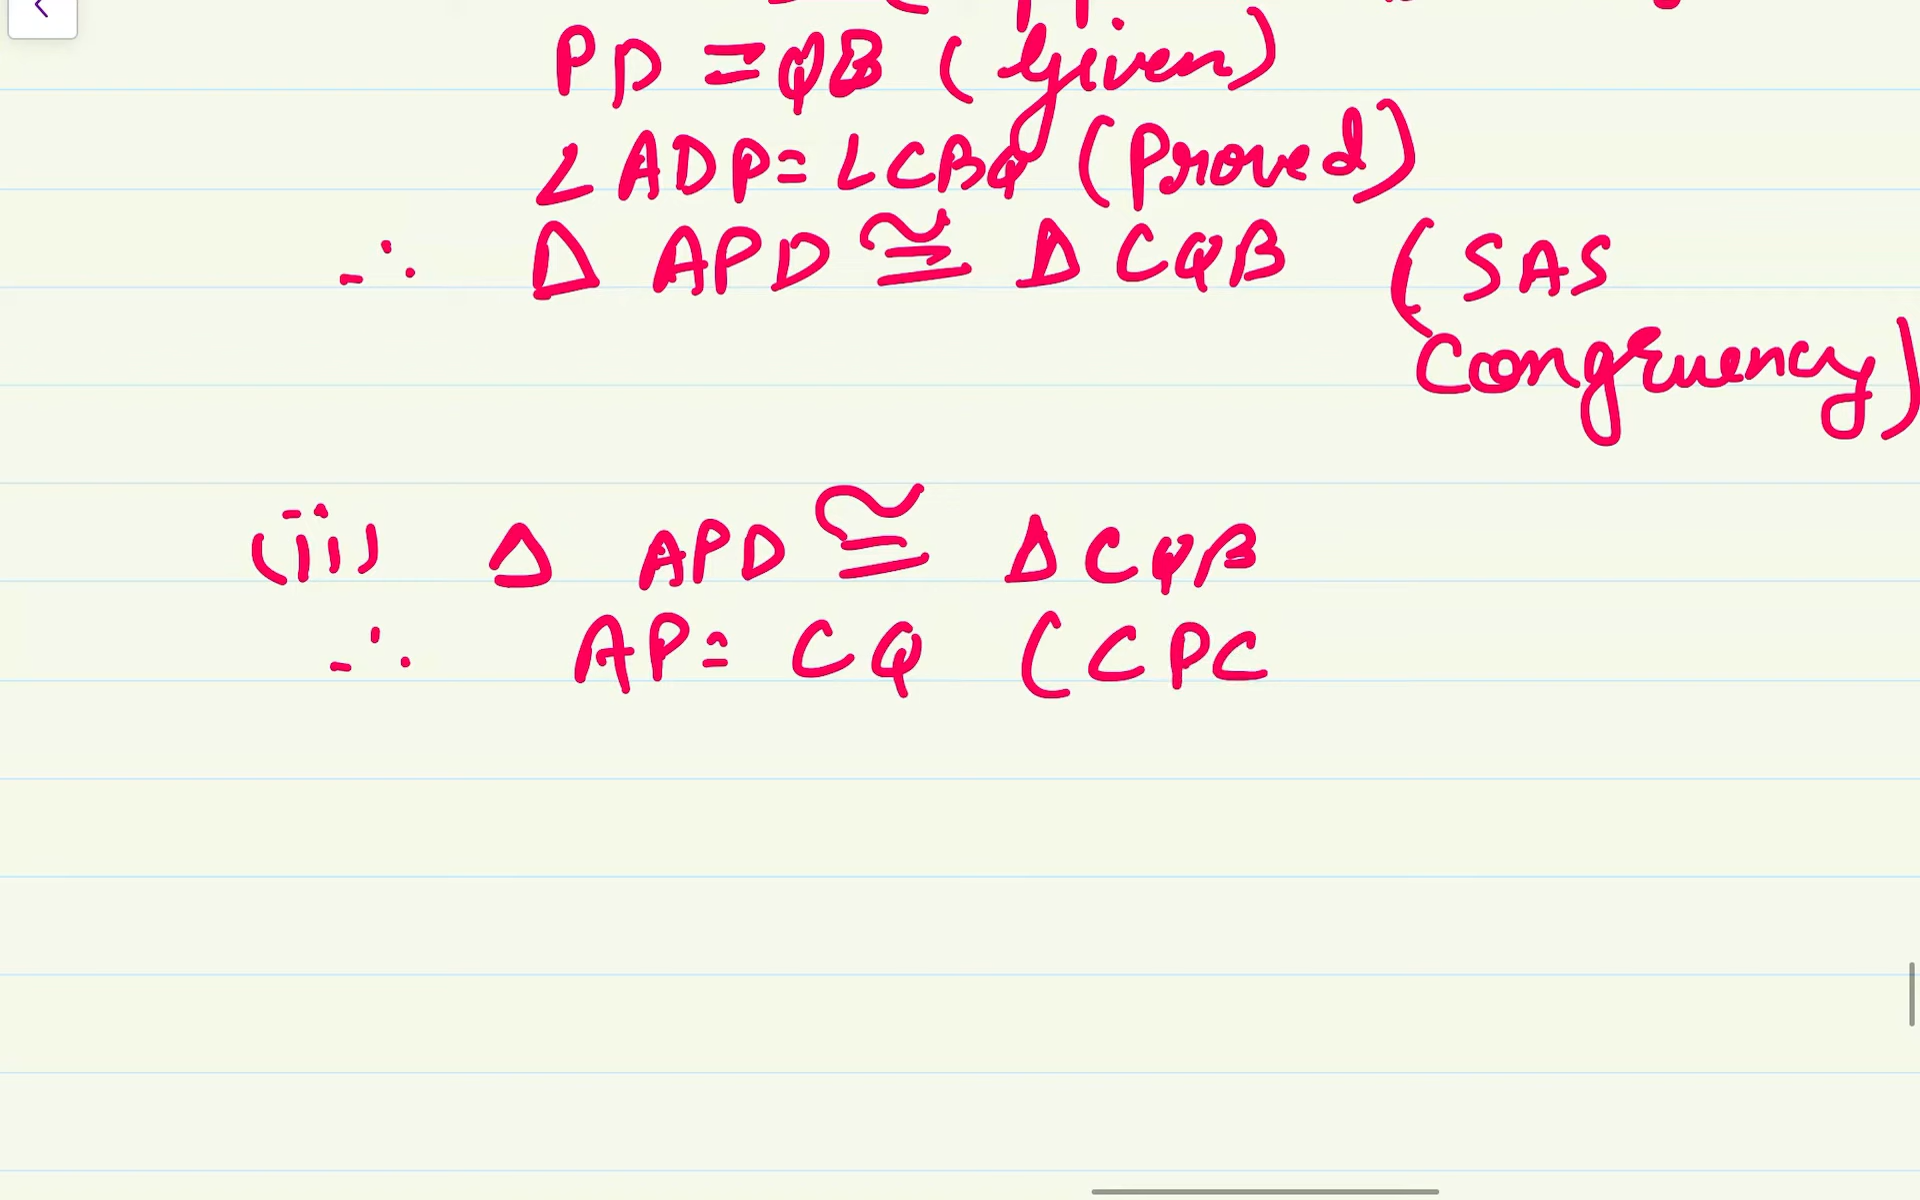 PD = QB (Given)
∠ADP = ∠CBQ (Proved)
∴ Δ APD ≅ Δ CQB (SAS
Congruency)
(ii) Δ APD ≅ Δ CQB
∴ AP = CQ (CPC